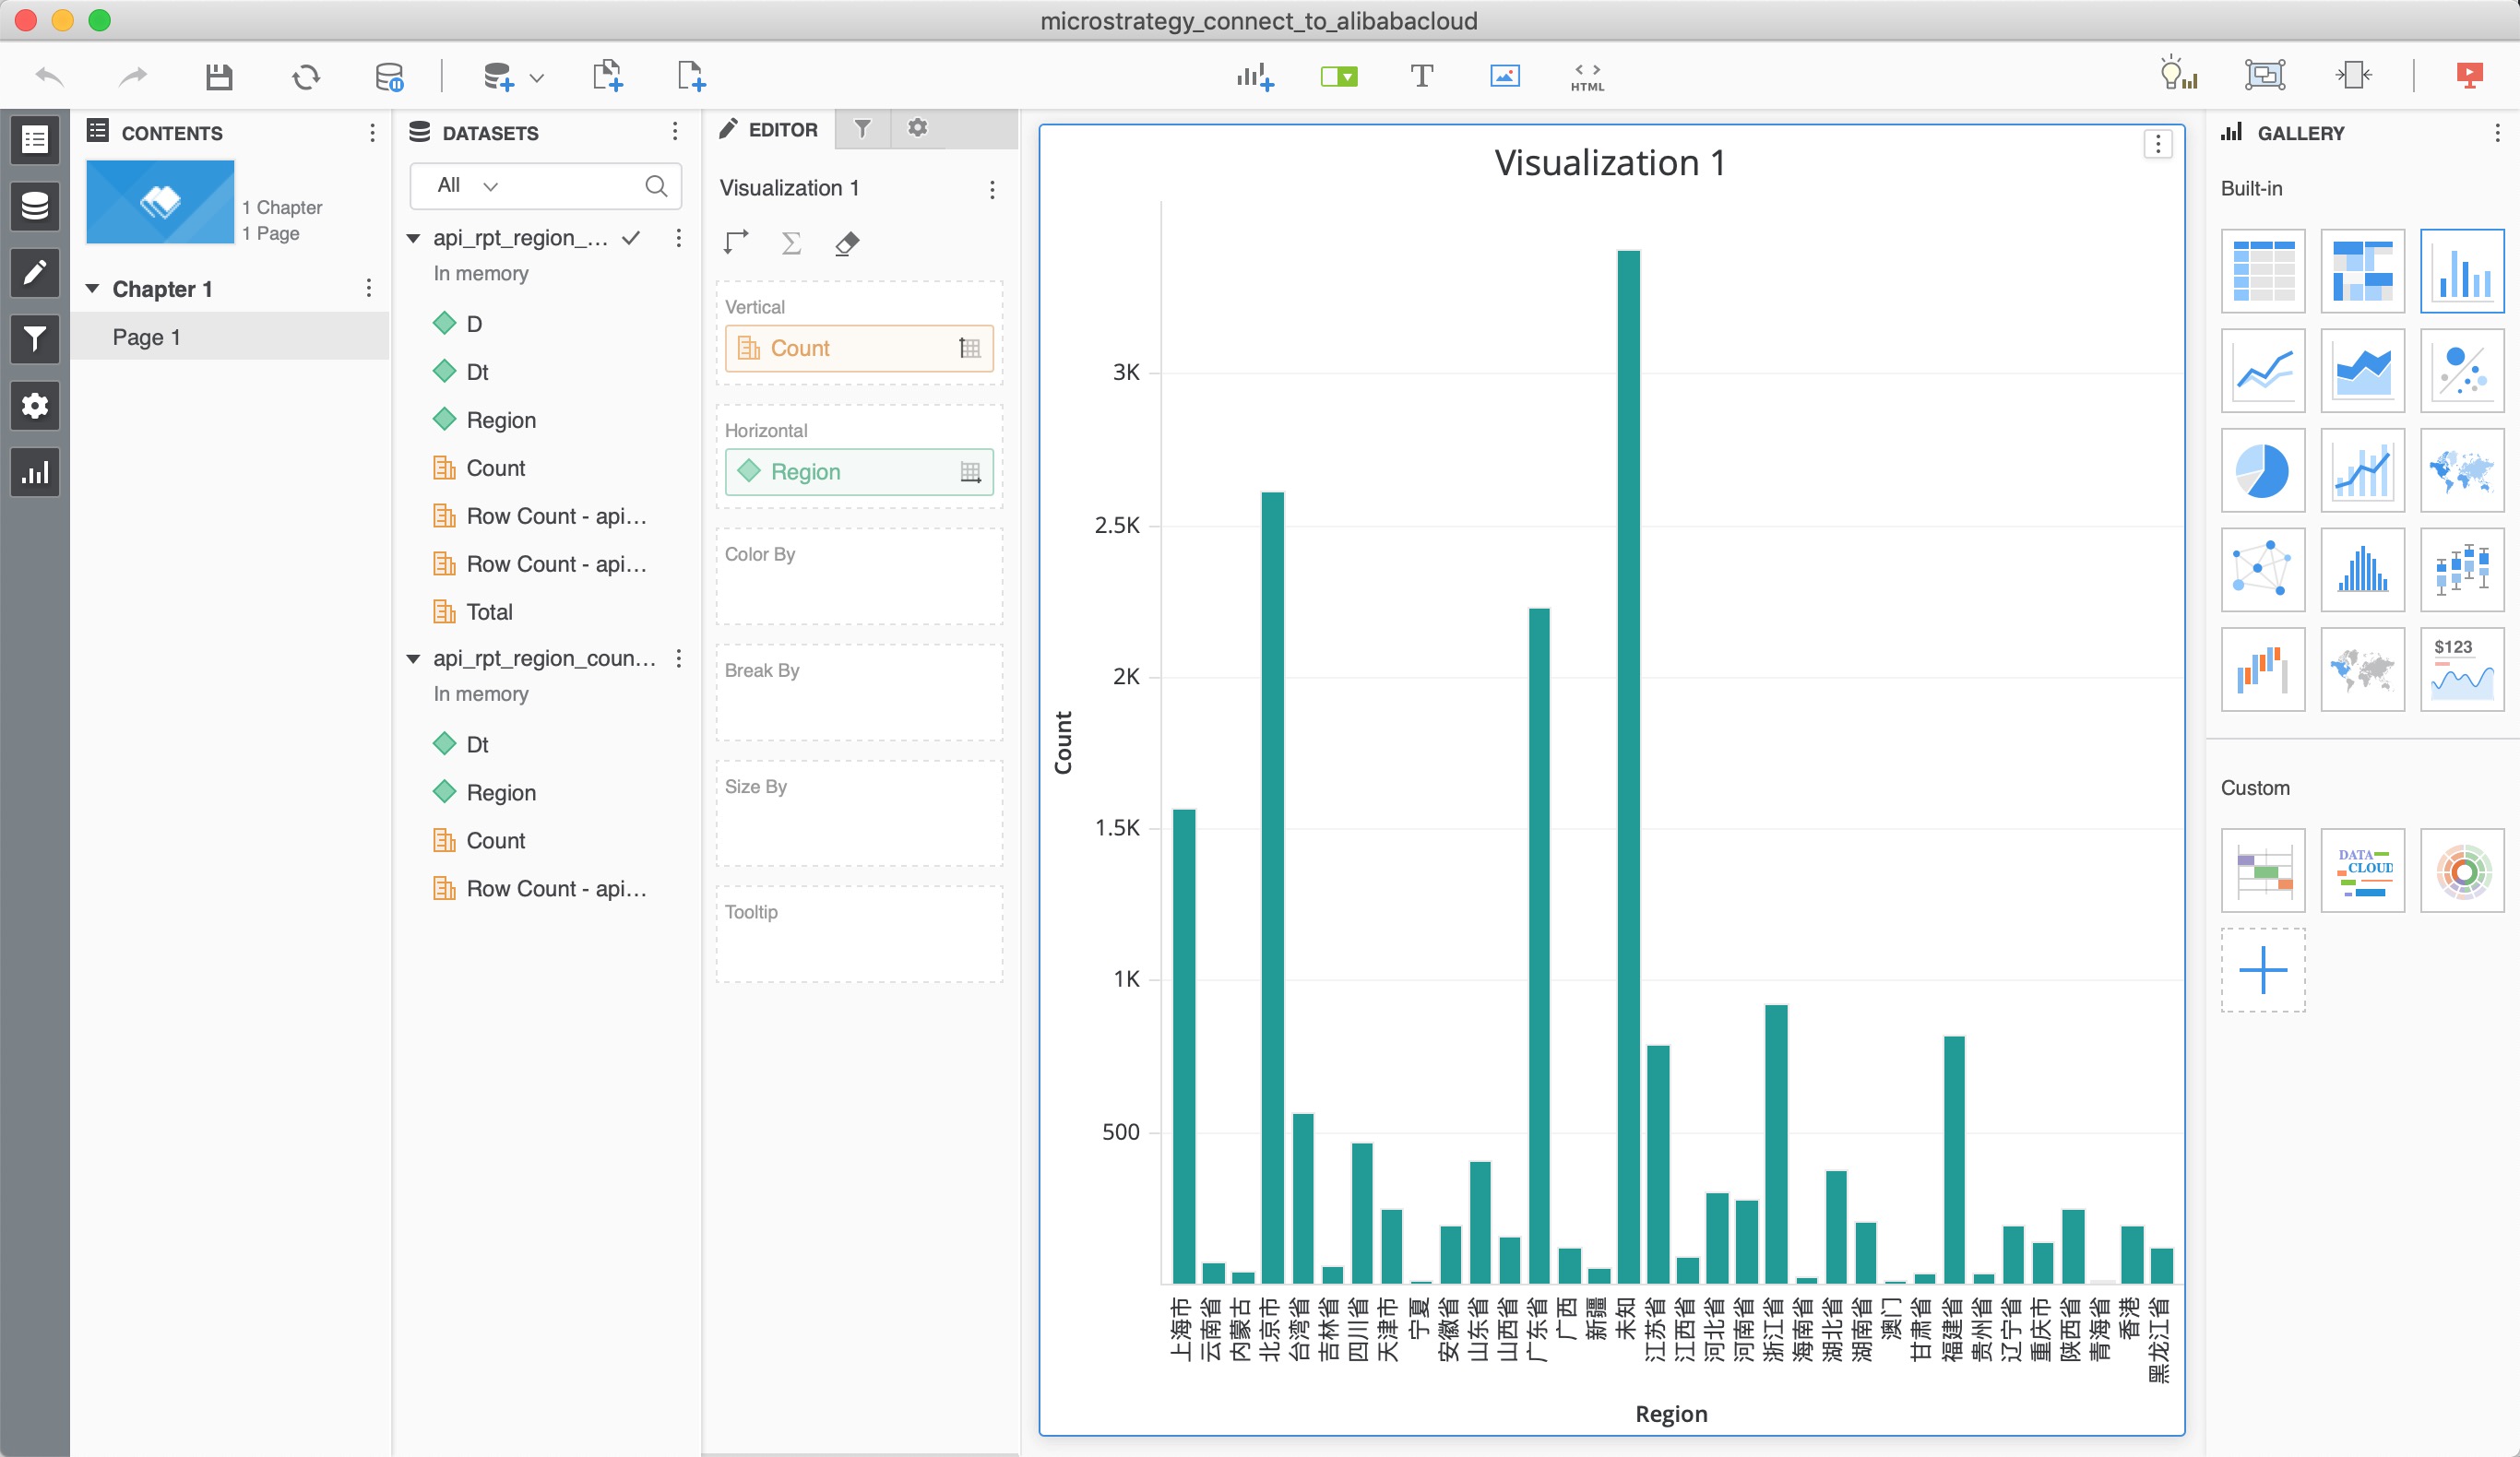 microstrategy_connect_to_alibabacloud
HTML
CONTENTS
1 Chapter
1 Page
Chapter 1
Page 1
DATASETS
All
api_rpt_region_...
In memory
D
Dt
Region
Count
Row Count - api...
Row Count - api...
Total
api_rpt_region_coun...
In memory
Dt
Region
Count
Row Count - api...
EDITOR
Visualization 1
Vertical
Count
Horizontal
Region
Color By
Break By
Size By
Tooltip
Visualization 1
3K
2.5K
2K
1.5K
1K
500
Count
上海市
云南省
内蒙古
北京市
台湾省
吉林省
四川省
天津市
宁夏
安徽省
山东省
山西省
广东省
广西
新疆
未知
江苏省
江西省
河北省
河南省
浙江省
海南省
湖北省
湖南省
澳门
甘肃省
福建省
贵州省
辽宁省
重庆市
陕西省
青海省
香港
黑龙江省
Region
GALLERY
Built-in
$123
Custom
DATA
CLOUD